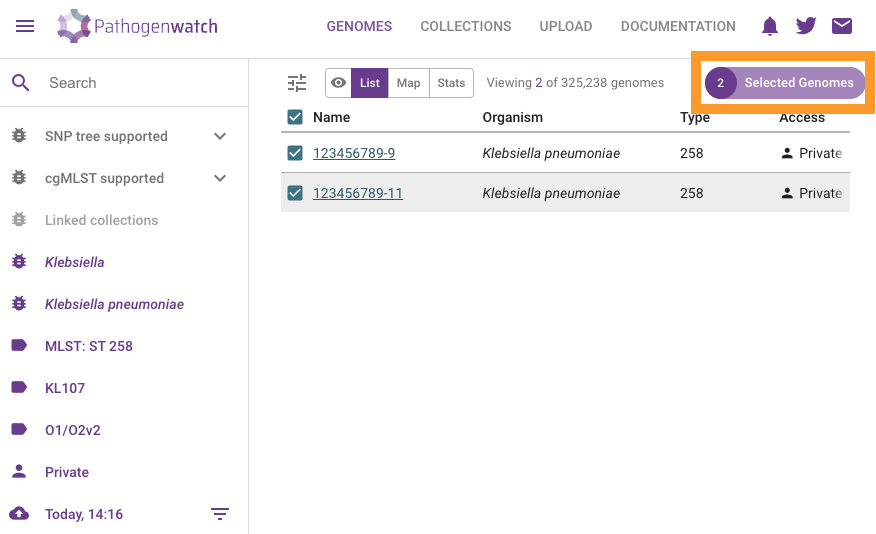 Pathogenwatch
GENOMES COLLECTIONS UPLOAD DOCUMENTATION
Search
List Map Stats Viewing 2 of 325,238 genomes
2 Selected Genomes
Name Organism Type Access
123456789-9 Klebsiella pneumoniae 258 Private
123456789-11 Klebsiella pneumoniae 258 Private
SNP tree supported
cgMLST supported
Linked collections
Klebsiella
Klebsiella pneumoniae
MLST: ST 258
KL107
O1/O2v2
Private
Today, 14:16